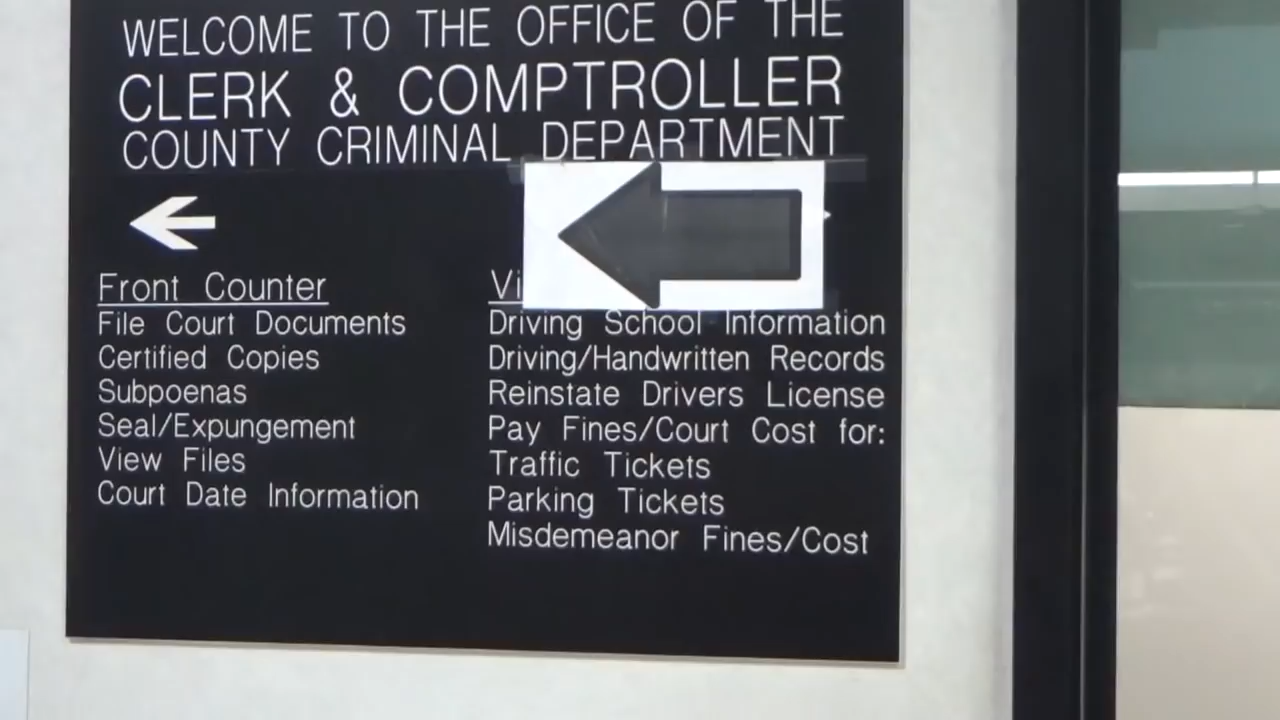 WELCOME TO THE OFFICE OF THE
CLERK & COMPTROLLER
COUNTY CRIMINAL DEPARTMENT
Front Counter
File Court Documents
Certified Copies
Subpoenas
Seal/Expungement
View Files
Court Date Information
Driving School Information
Driving/Handwritten Records
Reinstate Drivers License
Pay Fines/Court Cost for:
Traffic Tickets
Parking Tickets
Misdemeanor Fines/Cost